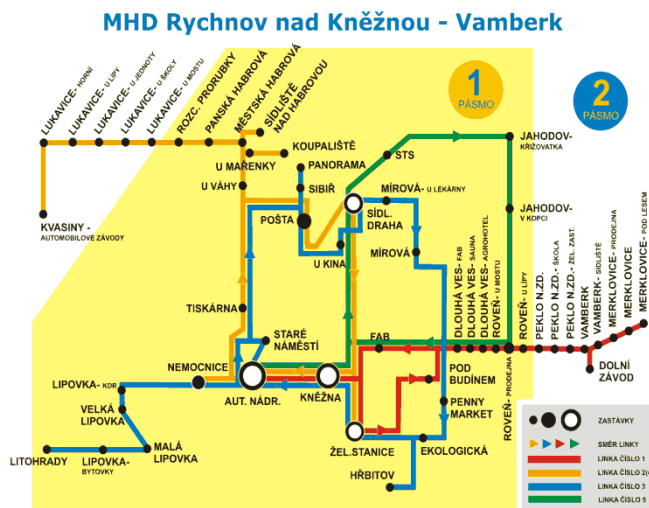 MHD Rychnov nad Kněžnou - Vamberk
1
PÁSMO
2
PÁSMO
LUKAVICE- HORNÍ
LUKAVICE- U LÍPY
LUKAVICE- U JEDNOTY
LUKAVICE- U ŠKOLY
LUKAVICE- U MOSTU
ROZC. PRORUBKY
PANSKÁ HABROVÁ
MĚSTSKÁ HABROVÁ
SÍDLIŠTĚ
NAD HABROVOU
KOUPALIŠTĚ
U MAŘENKY
PANORAMA
U VÁHY
SIBIŘ
POŠTA
KVASINY -
AUTOMOBILOVÉ ZÁVODY
STS
JAHODOV-
KŘIŽOVATKA
MÍROVÁ- U LÉKÁRNY
SÍDL.
DRAHA
JAHODOV-
V KOPCI
U KINA
MÍROVÁ
TISKÁRNA
STARÉ
NÁMĚSTÍ
FAB
DLOUHÁ VES- FAB
DLOUHÁ VES- SAUNA
DLOUHÁ VES- AGROHOTEL
ROVEŇ- U MOSTU
ROVEŇ- U LÍPY
PEKLO N.ZD.
PEKLO N.ZD.- ŠKOLA
PEKLO N.ZD.- ŽEL. ZAST.
VAMBERK
VAMBERK- SÍDLIŠTĚ
MERKLOVICE- PRODEJNA
MERKLOVICE
MERKLOVICE- POD LESEM
DOLNÍ
ZÁVOD
NEMOCNICE
AUT. NÁDR.
KNĚŽNA
POD
BUDÍNEM
ROVEŇ- PRODEJNA
PENNY
MARKET
LIPOVKA- KDR
VELKÁ
LIPOVKA
LITOHRADY
LIPOVKA-
BYTOVKY
MALÁ
LIPOVKA
ŽEL.STANICE
EKOLOGICKÁ
HŘBITOV
ZASTÁVKY
SMĚR LINKY
LINKA ČÍSLO 1
LINKA ČÍSLO 2(
LINKA ČÍSLO 3
LINKA ČÍSLO 5